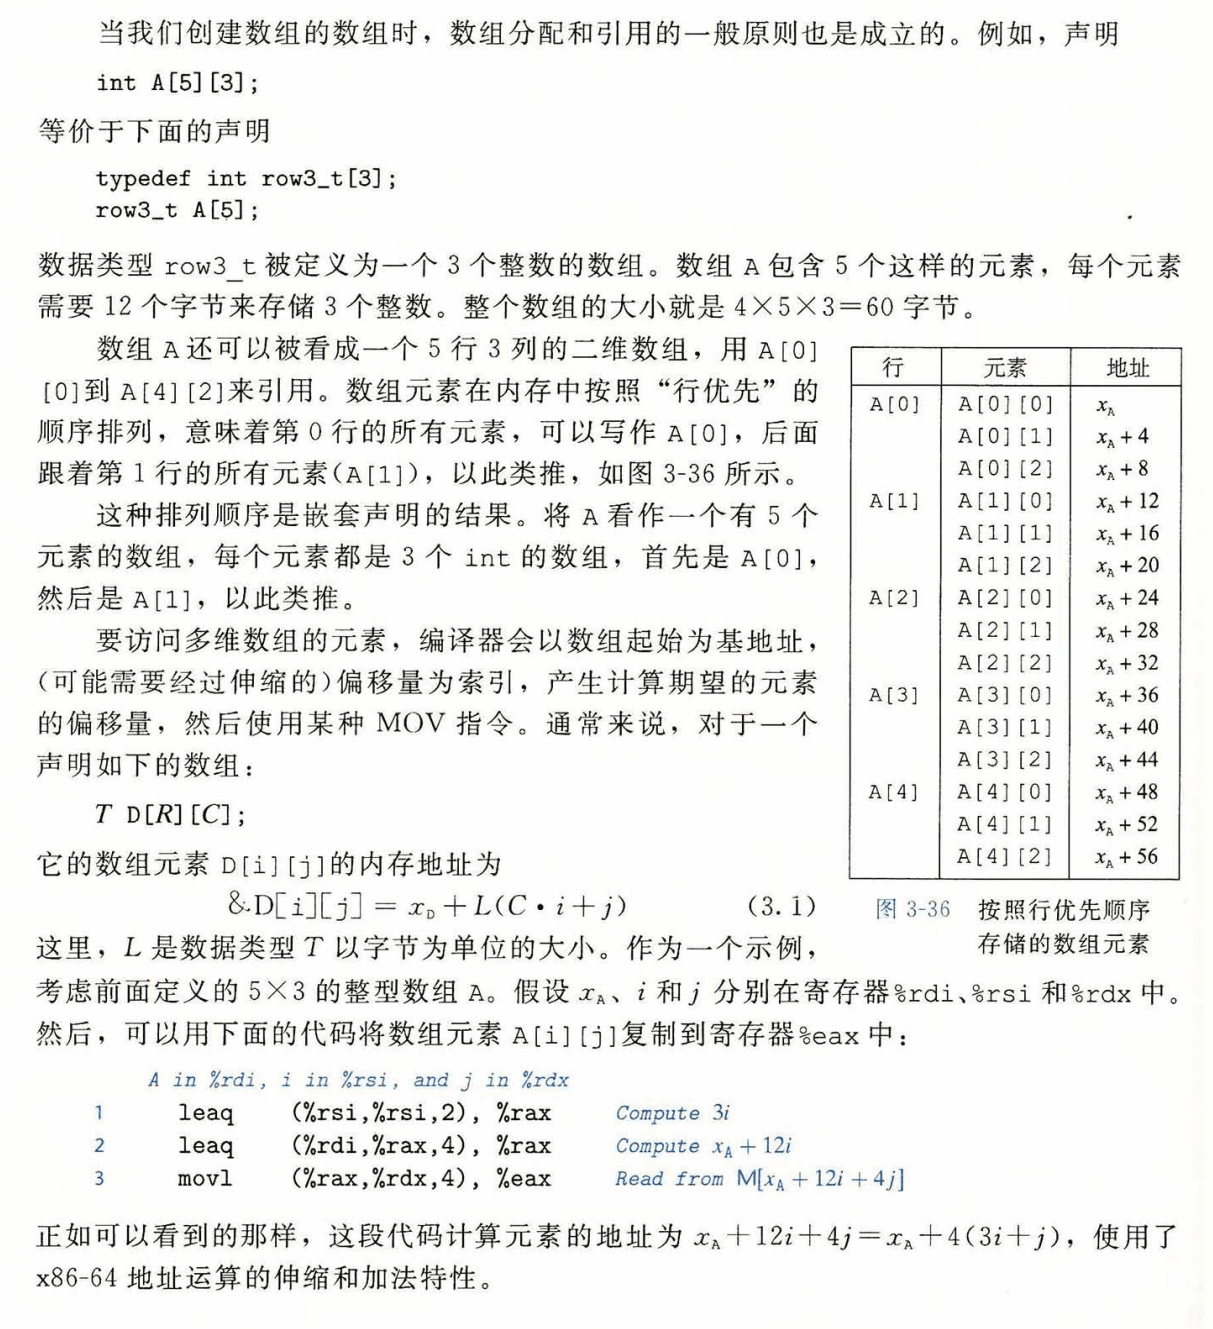 当我们创建数组的数组时，数组分配和引用的一般原则也是成立的。例如，声明
int A[5][3];
等价于下面的声明
typedef int row3_t[3];
row3_t A[5];
数据类型 row3_t 被定义为一个 3 个整数的数组。数组 A 包含 5 个这样的元素，每个元素
需要 12 个字节来存储 3 个整数。整个数组的大小就是 4×5×3=60 字节。
数组 A 还可以被看成一个 5 行 3 列的二维数组，用 A[0]
[0]到 A[4][2]来引用。数组元素在内存中按照“行优先”的
顺序排列，意味着第 0 行的所有元素，可以写作 A[0]，后面
跟着第 1 行的所有元素(A[1])，以此类推，如图 3-36 所示。
这种排列顺序是嵌套声明的结果。将 A 看作一个有 5 个
元素的数组，每个元素都是 3 个 int 的数组，首先是 A[0]，
然后是 A[1]，以此类推。
要访问多维数组的元素，编译器会以数组起始为基地址，
(可能需要经过伸缩的)偏移量为索引，产生计算期望的元素
的偏移量，然后使用某种 MOV 指令。通常来说，对于一个
声明如下的数组：
T D[R][C];
它的数组元素 D[i][j]的内存地址为
&D[i][j] = x_D + L(C · i + j) (3.1)
这里，L 是数据类型 T 以字节为单位的大小。作为一个示例，
行 元素 地址
A[0] A[0][0] x_A
A[0][1] x_A + 4
A[0][2] x_A + 8
A[1] A[1][0] x_A + 12
A[1][1] x_A + 16
A[1][2] x_A + 20
A[2] A[2][0] x_A + 24
A[2][1] x_A + 28
A[2][2] x_A + 32
A[3] A[3][0] x_A + 36
A[3][1] x_A + 40
A[3][2] x_A + 44
A[4] A[4][0] x_A + 48
A[4][1] x_A + 52
A[4][2] x_A + 56
图 3-36 按照行优先顺序
存储的数组元素
考虑前面定义的 5×3 的整型数组 A。假设 x_A、i 和 j 分别在寄存器%rdi、%rsi 和%rdx 中。
然后，可以用下面的代码将数组元素 A[i][j]复制到寄存器%eax 中：
A in %rdi, i in %rsi, and j in %rdx
1 leaq (%rsi,%rsi,2), %rax Compute 3i
2 leaq (%rdi,%rax,4), %rax Compute x_A + 12i
3 movl (%rax,%rdx,4), %eax Read from M[x_A + 12i + 4j]
正如可以看到的那样，这段代码计算元素的地址为 x_A+12i+4j=x_A+4(3i+j)，使用了
x86-64 地址运算的伸缩和加法特性。